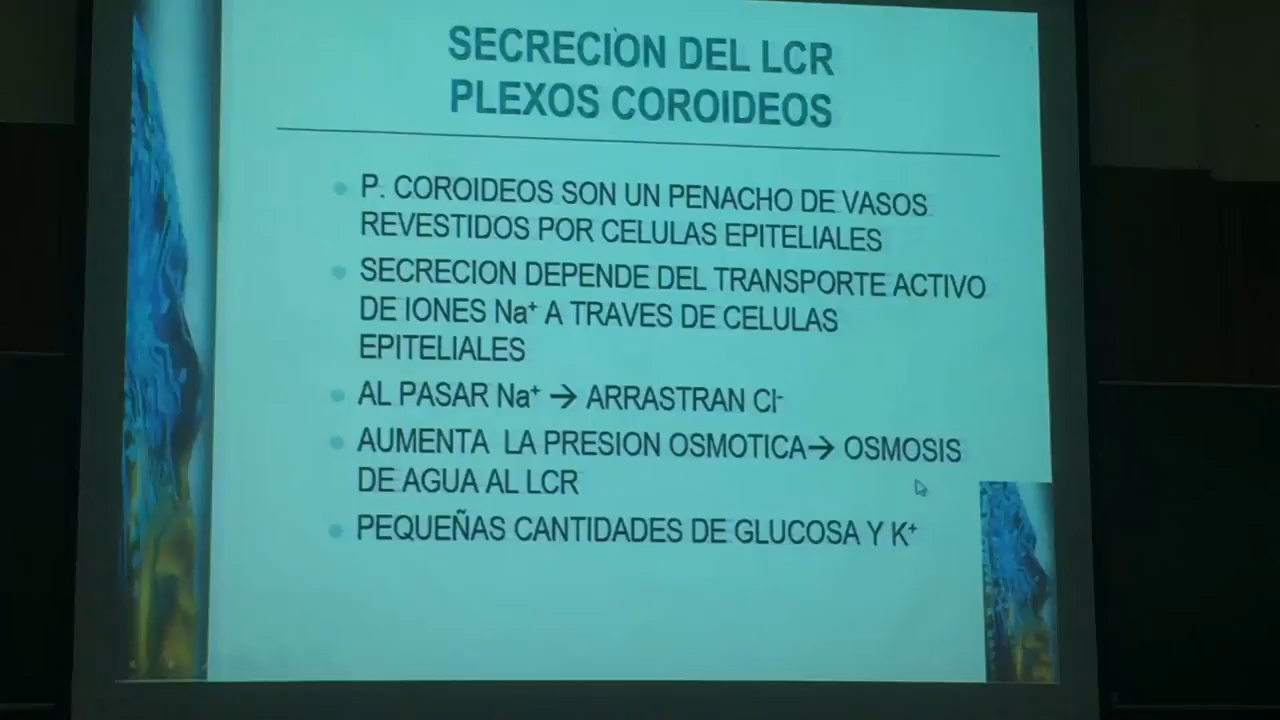 SECRECION DEL LCR
PLEXOS COROIDEOS
P. COROIDEOS SON UN PENACHO DE VASOS
REVESTIDOS POR CELULAS EPITELIALES
SECRECION DEPENDE DEL TRANSPORTE ACTIVO
DE IONES Na⁺ A TRAVES DE CELULAS
EPITELIALES
AL PASAR Na⁺ → ARRASTRAN Cl⁻
AUMENTA LA PRESION OSMOTICA→ OSMOSIS
DE AGUA AL LCR
PEQUEÑAS CANTIDADES DE GLUCOSA Y K⁺